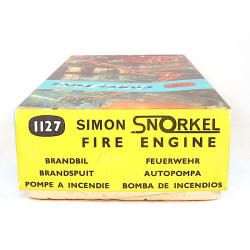 1127 SIMON SNORKEL
FIRE ENGINE
BRANDBIL FEUERWEHR
BRANDSPUIT AUTOPOMPA
POMPE A INCENDIE BOMBA DE INCENDIOS